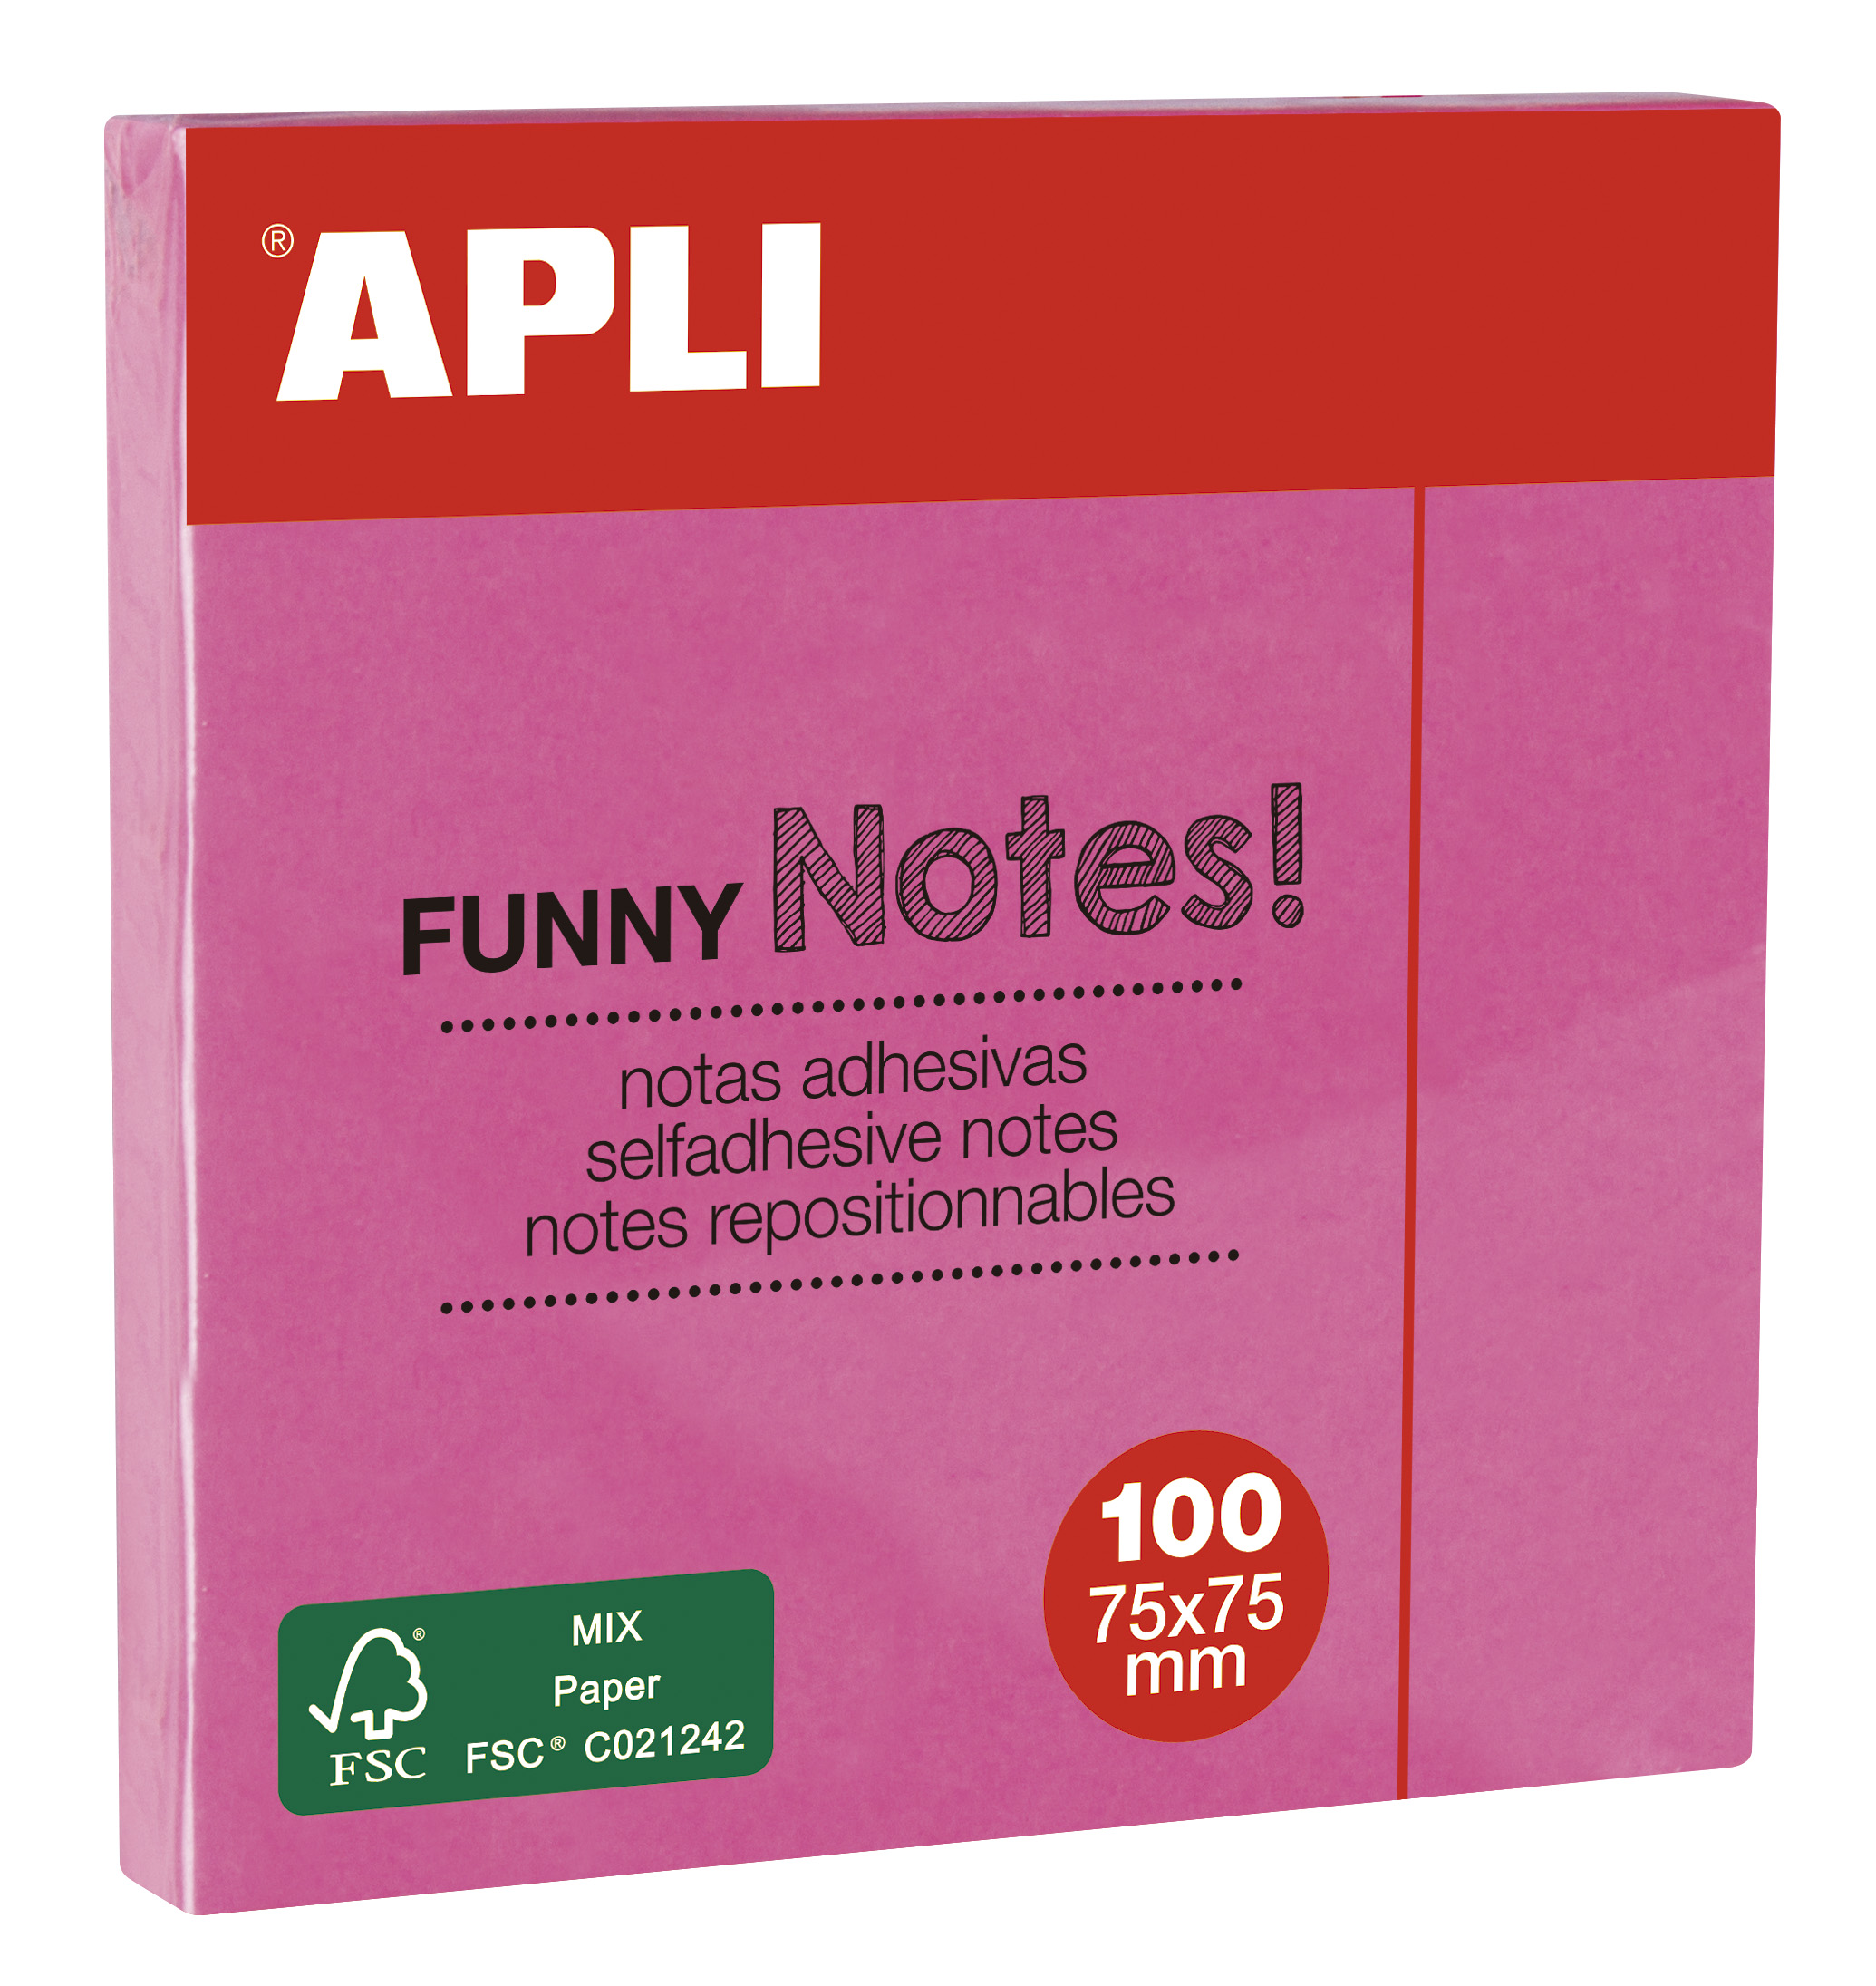 ® APLI
FUNNY Notes!
notas adhesivas
selfadhesive notes
notes repositionnables
100
75x75
mm
®
FSC
MIX
Paper
FSC® C021242